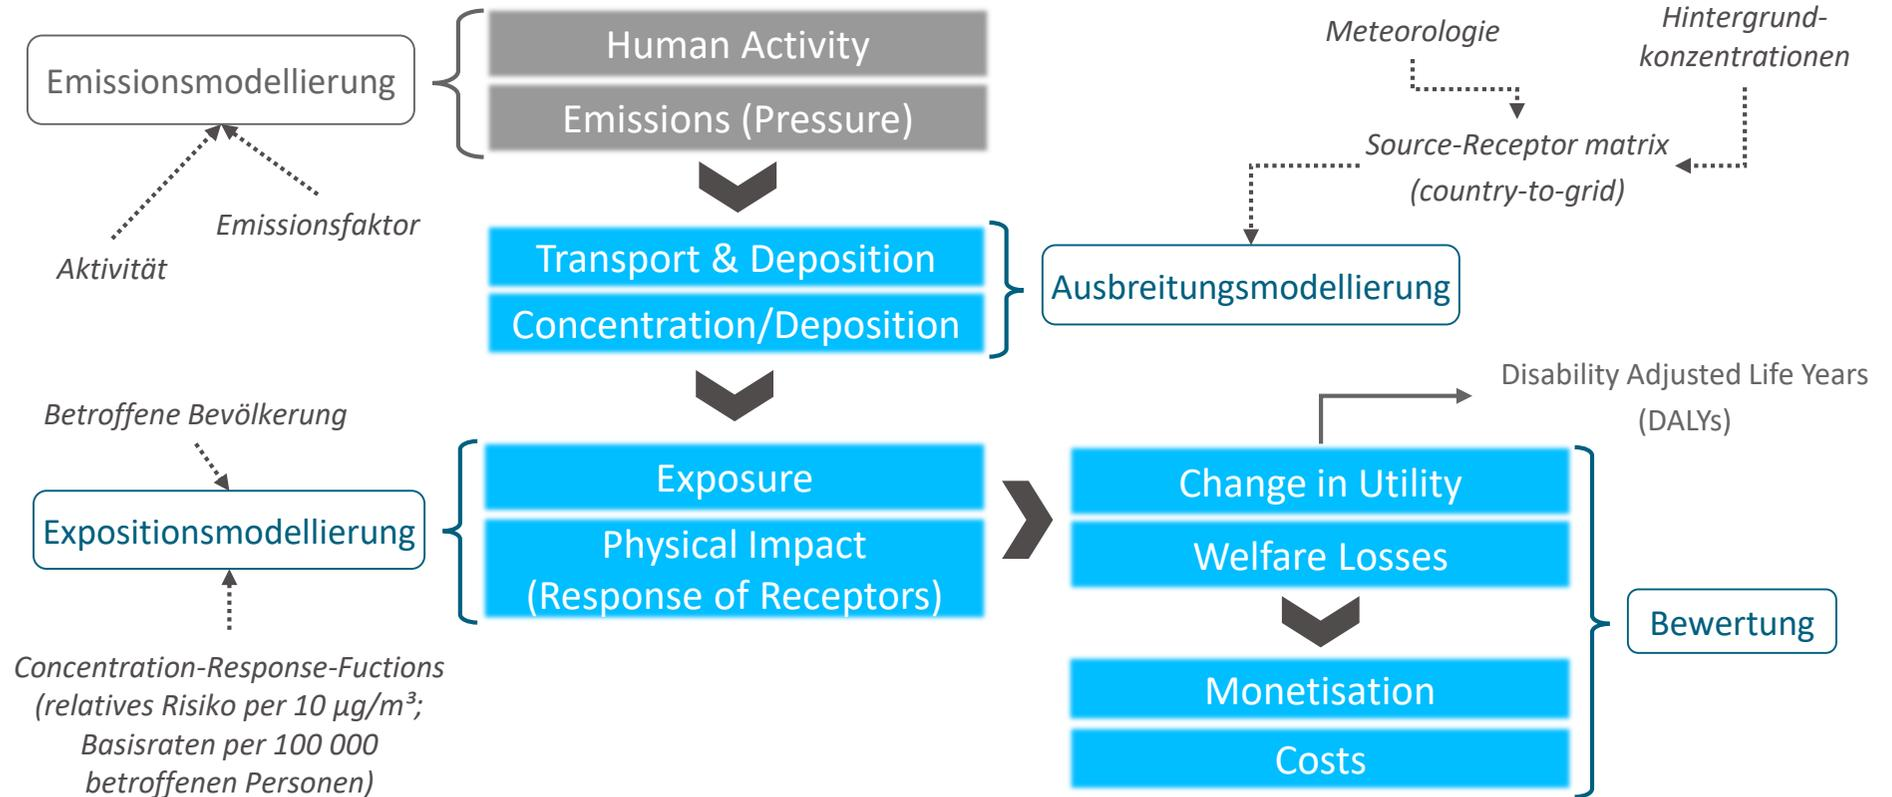 Human Activity
Emissions (Pressure)
Emissionsmodellierung
Emissionsfaktor
Aktivität
Meteorologie
Hintergrund-
konzentrationen
Source-Receptor matrix
(country-to-grid)
Transport & Deposition
Concentration/Deposition
Ausbreitungsmodellierung
Betroffene Bevölkerung
Expositionsmodellierung
Concentration-Response-Fuctions
(relatives Risiko per 10 µg/m³;
Basisraten per 100 000
betroffenen Personen)
Exposure
Physical Impact
(Response of Receptors)
Disability Adjusted Life Years
(DALYs)
Change in Utility
Welfare Losses
Monetisation
Costs
Bewertung